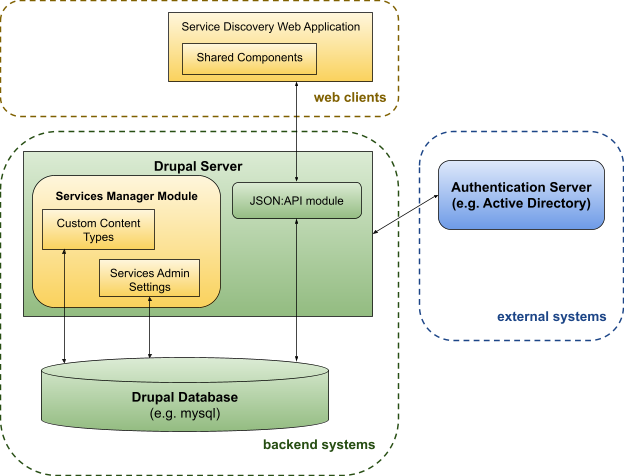 Service Discovery Web Application
Shared Components
web clients
Drupal Server
Services Manager Module
Custom Content
Types
Services Admin
Settings
JSON:API module
Authentication Server
(e.g. Active Directory)
external systems
Drupal Database
(e.g. mysql)
backend systems